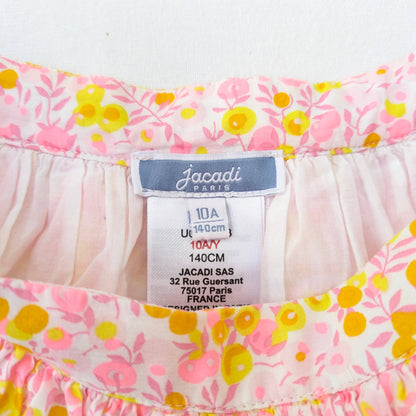 jacadi
PARIS
10A
140cm
10A/Y
140CM
JACADI SAS
32 Rue Guersant
75017 Paris
FRANCE